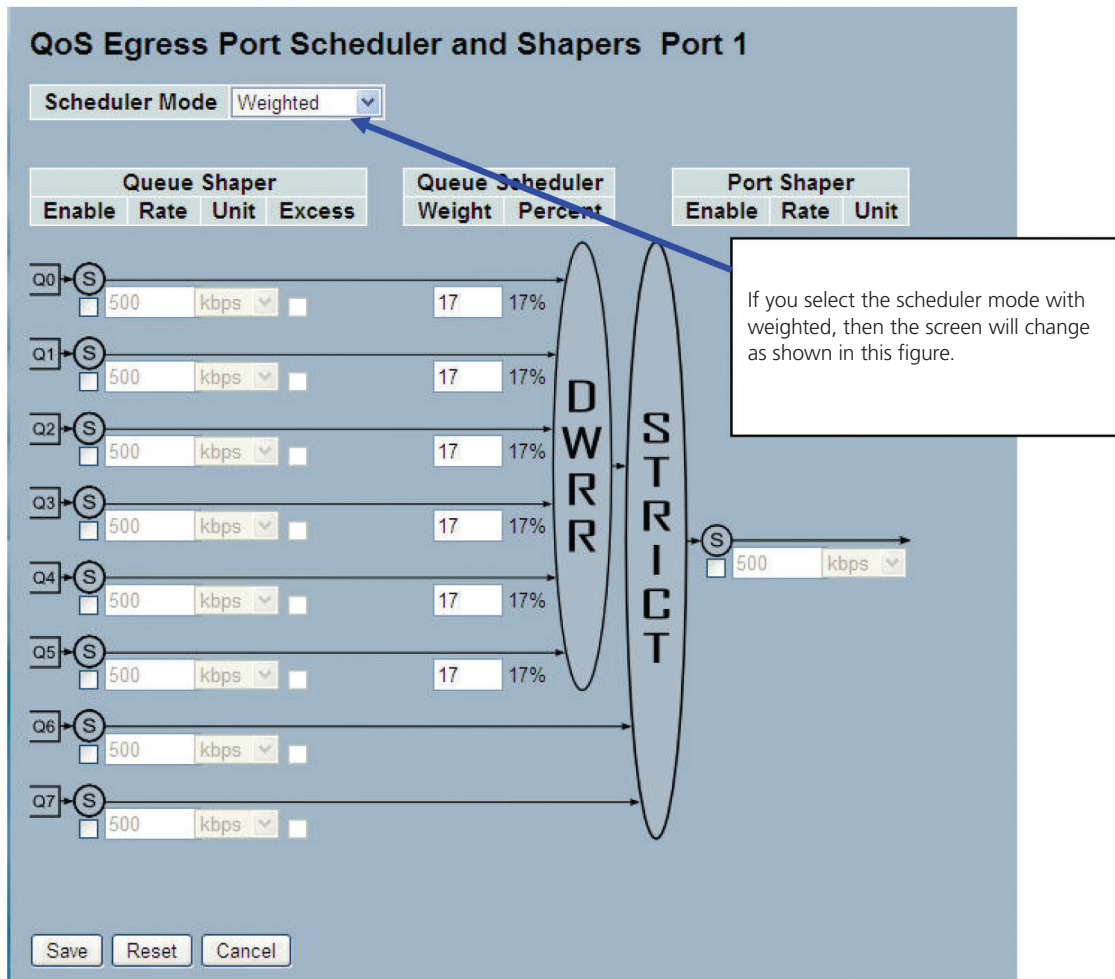 QoS Egress Port Scheduler and Shapers Port 1
Scheduler Mode Weighted
Queue Shaper Queue Scheduler Port Shaper
Enable Rate Unit Excess Weight Percent Enable Rate Unit
If you select the scheduler mode with
weighted, then the screen will change
as shown in this figure.
Q0 S
500 kbps 17 17%
Q1 S
500 kbps 17 17%
Q2 S
500 kbps 17 17%
Q3 S
500 kbps 17 17%
Q4 S
500 kbps 17 17%
Q5 S
500 kbps 17 17%
Q6 S
500 kbps
Q7 S
500 kbps
DWRR
STRICT
S
500 kbps
Save Reset Cancel